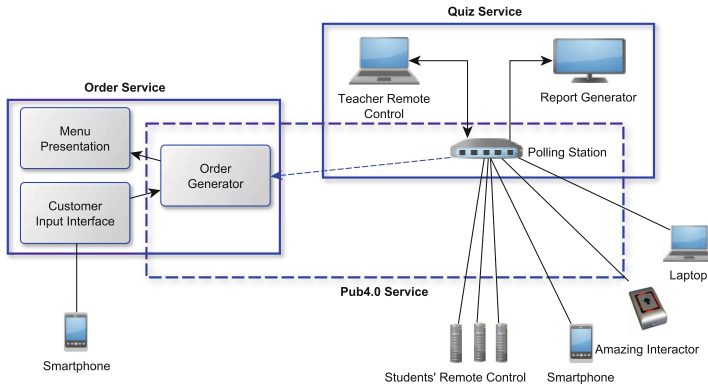 Quiz Service
Teacher Remote
Control
Report Generator
Order Service
Menu
Presentation
Order
Generator
Polling Station
Customer
Input Interface
Pub4.0 Service
Laptop
Amazing Interactor
Smartphone
Students' Remote Control
Smartphone